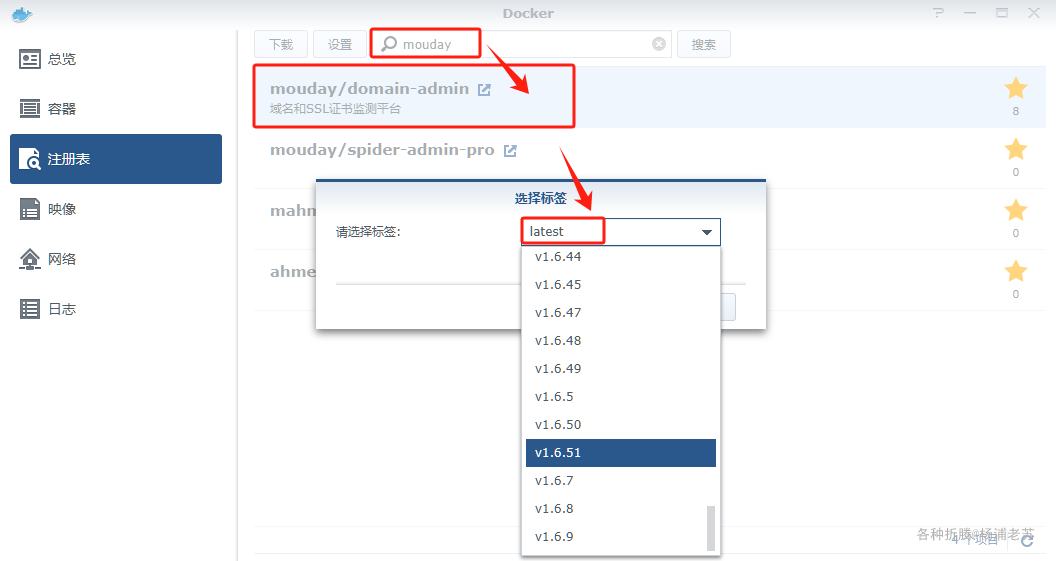 Docker
总览
容器
注册表
映像
网络
日志
下载 设置 mouday 搜索
mouday/domain-admin
域名和SSL证书监测平台
8
mouday/spider-admin-pro
0
mahm
0
ahme
0
选择标签
请选择标签: latest
v1.6.44
v1.6.45
v1.6.47
v1.6.48
v1.6.49
v1.6.5
v1.6.50
v1.6.51
v1.6.7
v1.6.8
v1.6.9
4 个项目
各种折腾@杨浦老苏